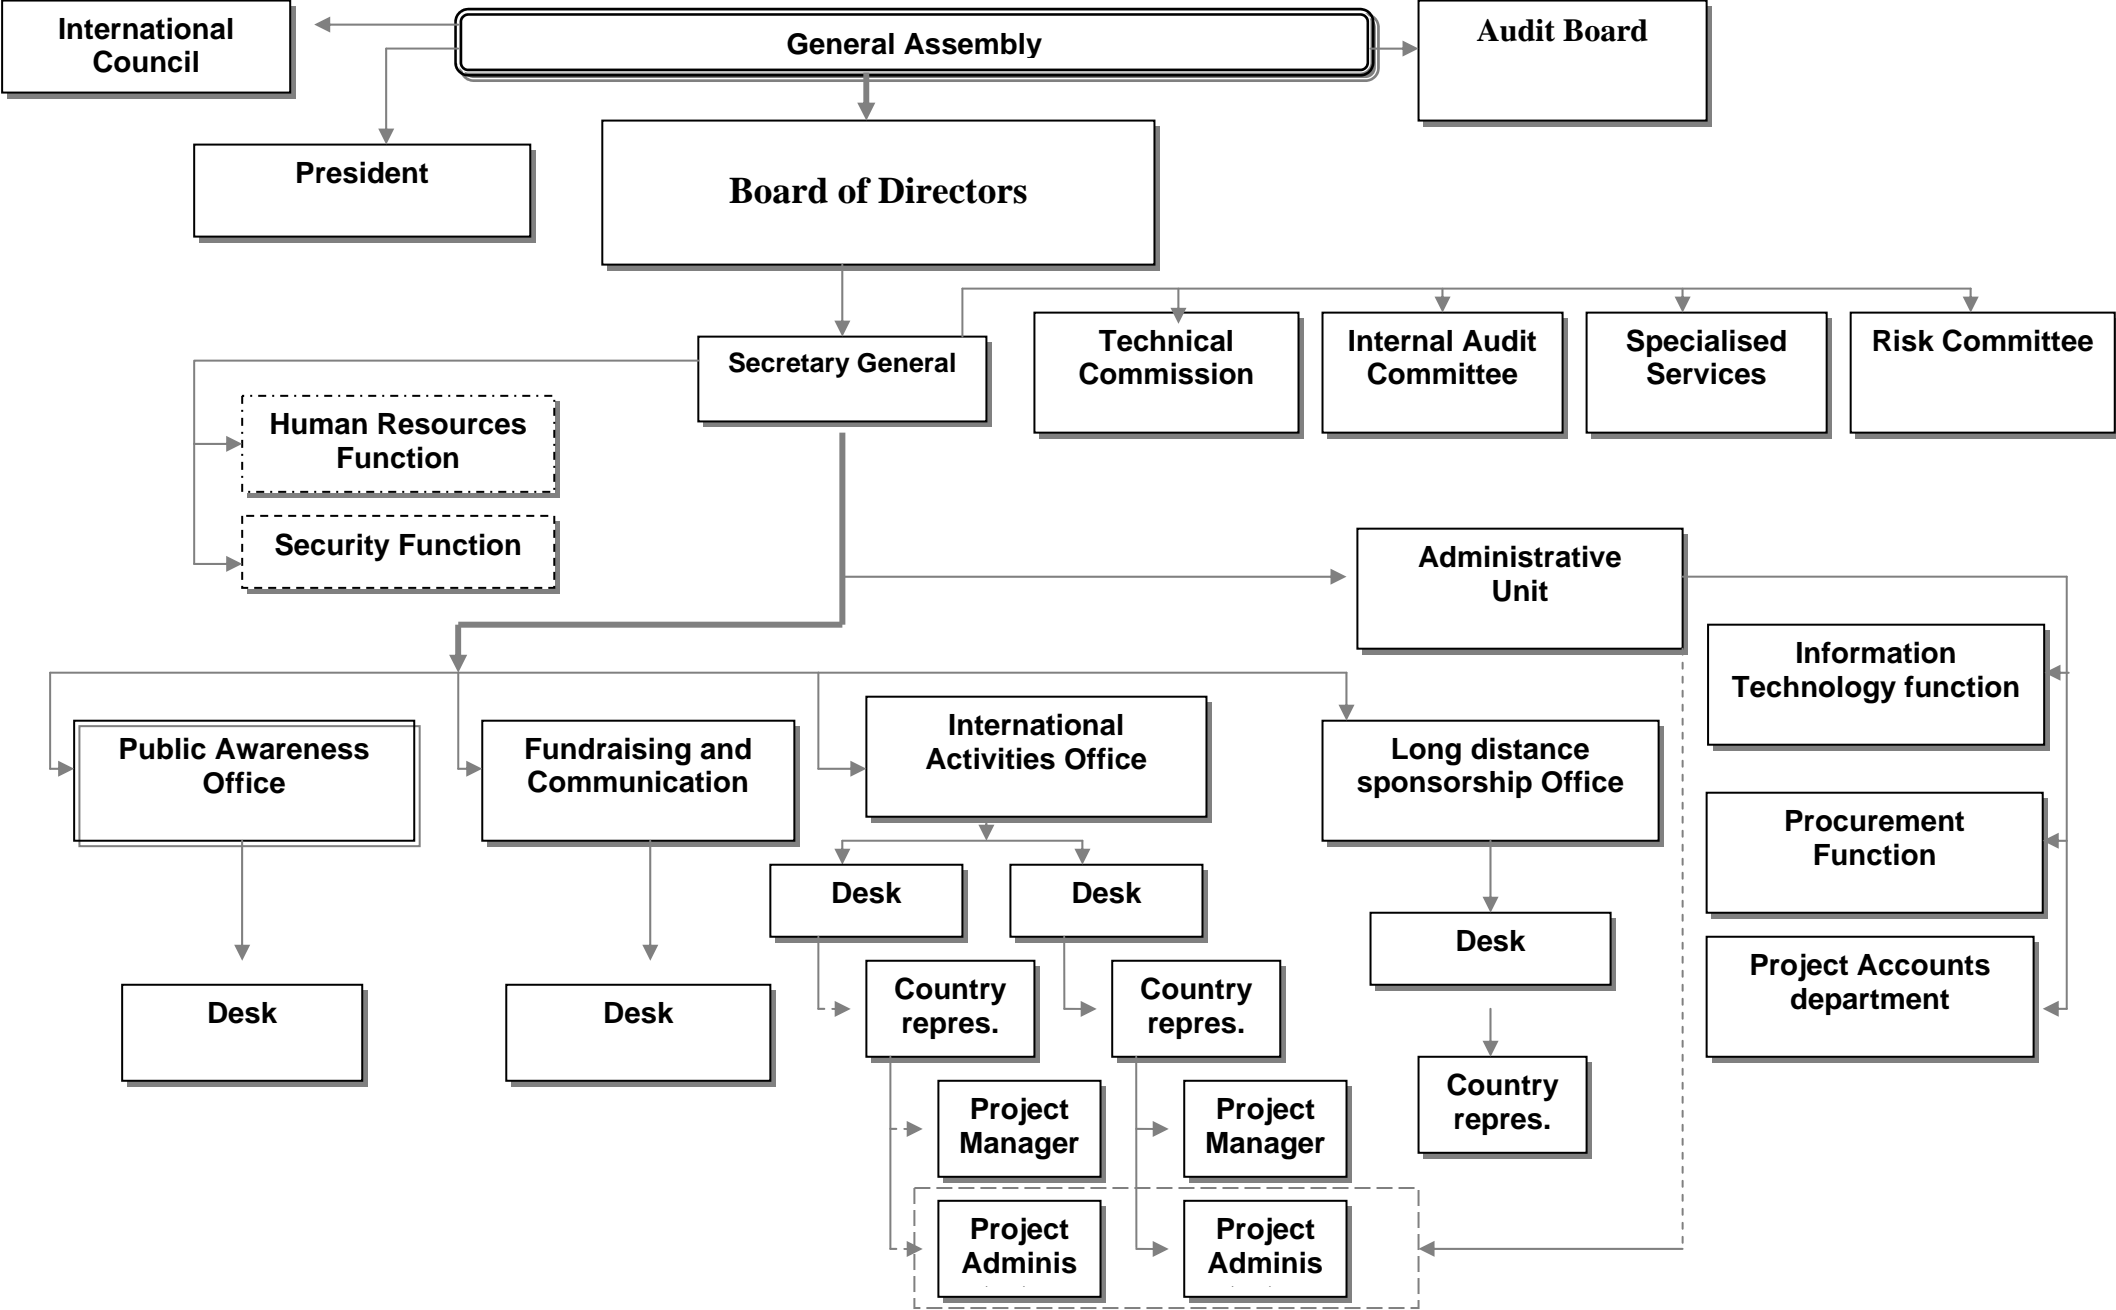 International
Council
General Assembly
Audit Board
President
Board of Directors
Secretary General
Technical
Commission
Internal Audit
Committee
Specialised
Services
Risk Committee
Human Resources
Function
Security Function
Administrative
Unit
Information
Technology function
Public Awareness
Office
Fundraising and
Communication
International
Activities Office
Long distance
sponsorship Office
Procurement
Function
Desk
Desk
Desk
Project Accounts
department
Desk
Desk
Country
repres.
Country
repres.
Country
repres.
Project
Manager
Project
Manager
Project
Adminis
Project
Adminis